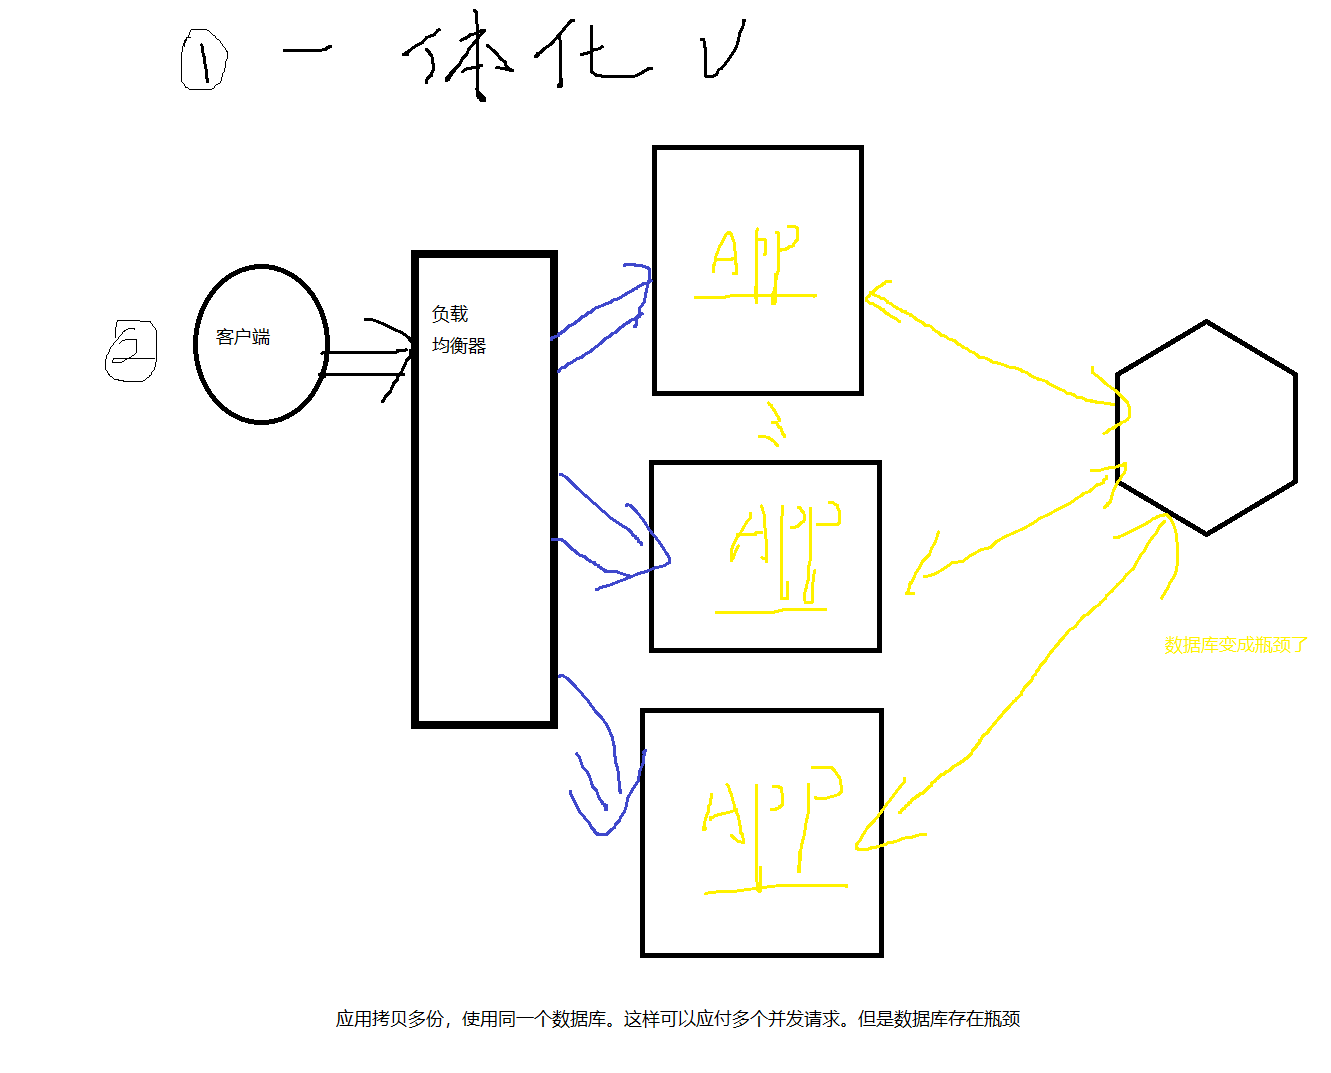 ① 一体化 V
②
客户端
负载
均衡器
APP
APP
APP
数据库变成瓶颈了
应用拷贝多份，使用同一个数据库。这样可以应付多个并发请求。但是数据库存在瓶颈